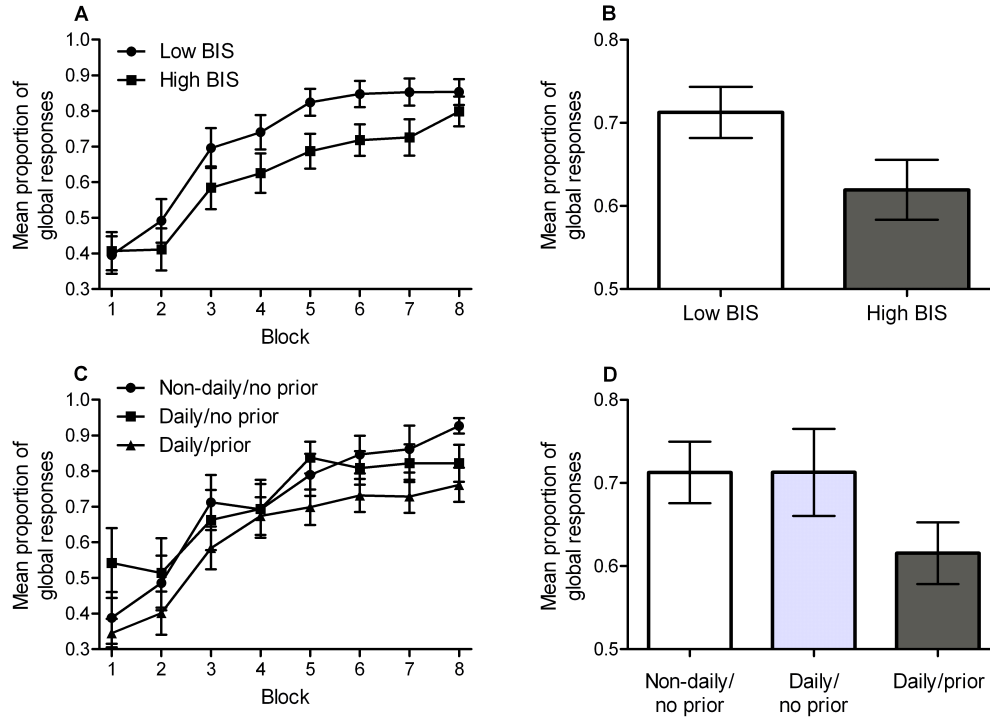 A
Mean proportion of
global responses
1.0
0.9
0.8
0.7
0.6
0.5
0.4
0.3
Low BIS
High BIS
1 2 3 4 5 6 7 8
Block
B
Mean proportion of
global responses
0.8
0.7
0.6
0.5
Low BIS High BIS
C
Mean proportion of
global responses
1.0
0.9
0.8
0.7
0.6
0.5
0.4
0.3
Non-daily/no prior
Daily/no prior
Daily/prior
1 2 3 4 5 6 7 8
Block
D
Mean proportion of
global responses
0.8
0.7
0.6
0.5
Non-daily/
no prior
Daily/
no prior
Daily/prior